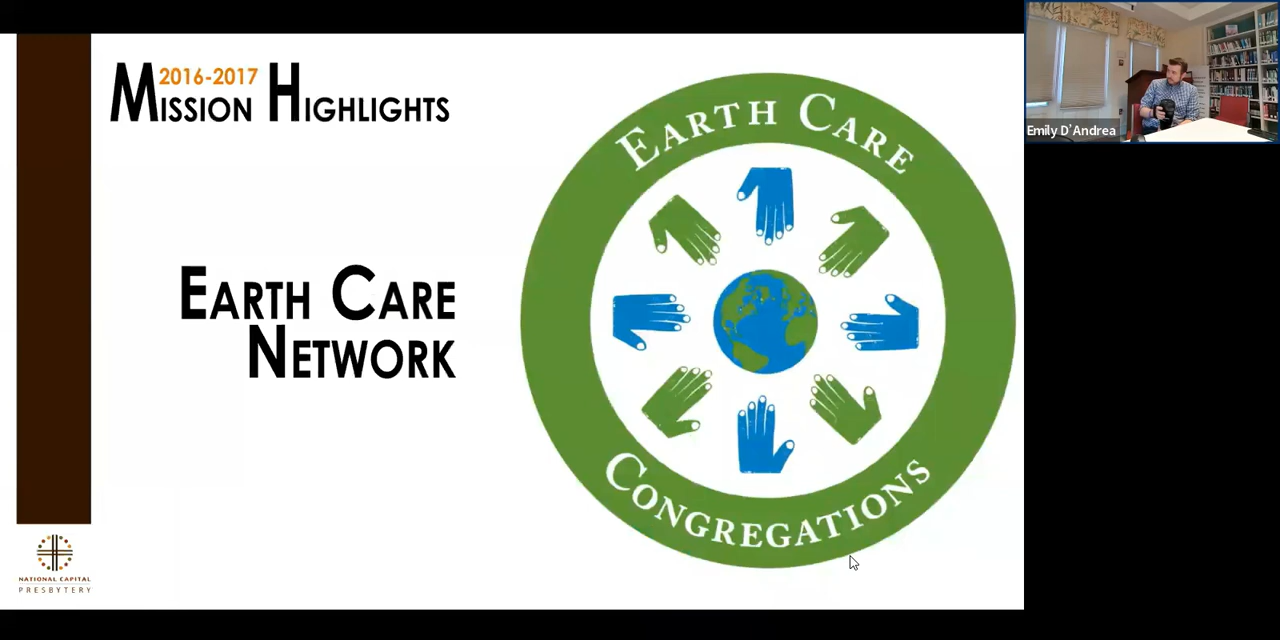 2016-2017
MISSION HIGHLIGHTS
EARTH CARE
NETWORK
EARTH CARE
CONGREGATIONS
NATIONAL CAPITAL
PRESBYTERY
Emily D'Andrea